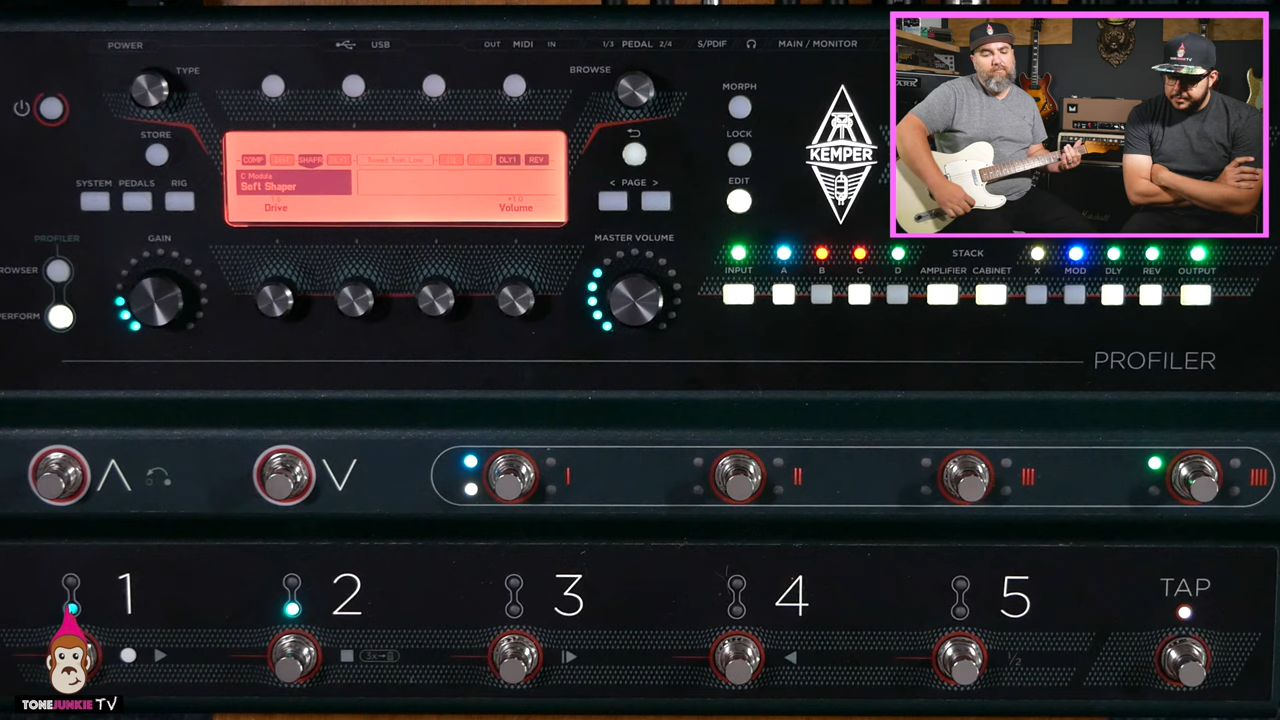 POWER
USB
OUT MIDI IN
1/3 PEDAL 2/4
S/PDIF
MAIN / MONITOR
TYPE
BROWSE
STORE
MORPH
LOCK
EDIT
KEMPER
COMP
SHAPR
DLY1
REV
C Module
Soft Shaper
Drive
Volume
SYSTEM PEDALS RIG
< PAGE >
PROFILER
BROWSER
PERFORM
GAIN
MASTER VOLUME
STACK
INPUT A B C D AMPLIFIER CABINET X MOD DLY REV OUTPUT
PROFILER
I II III IIII
1 2 3 4 5 TAP
1/2
TONEJUNKIE TV